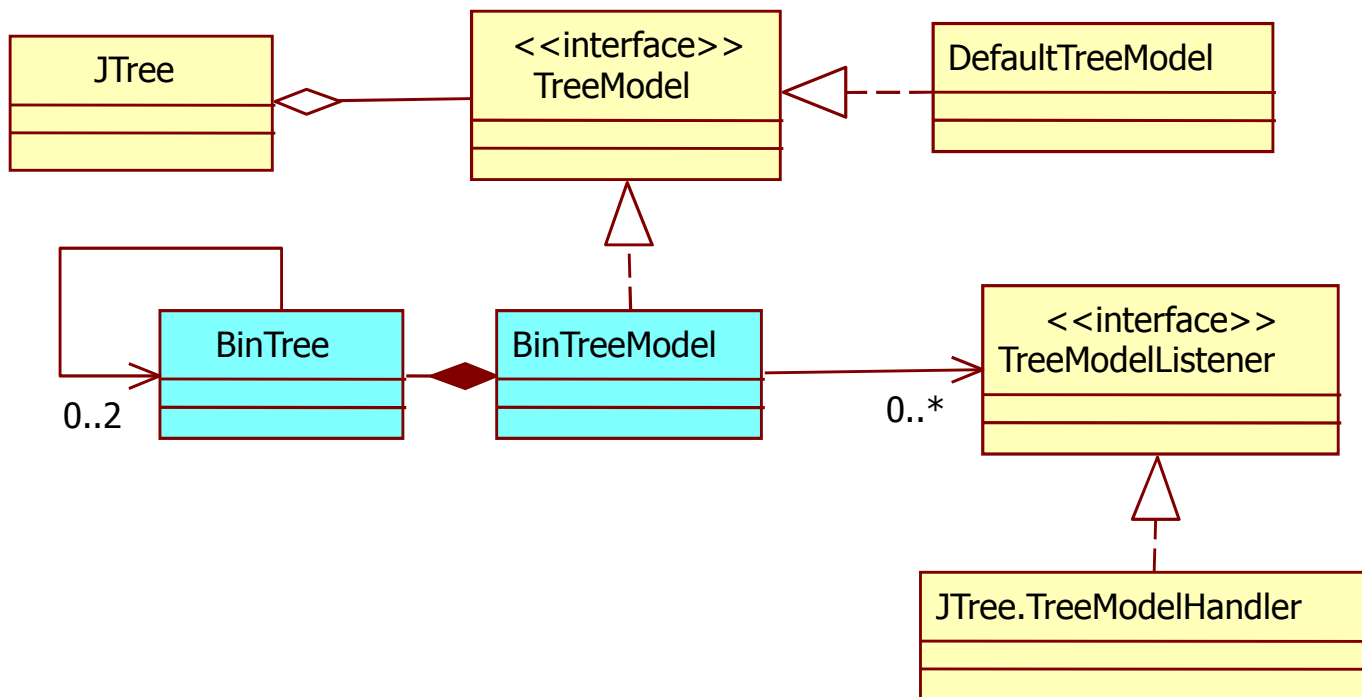 JTree
<<interface>>
TreeModel
DefaultTreeModel
BinTree
BinTreeModel
<<interface>>
TreeModelListener
0..2
0..*
JTree.TreeModelHandler